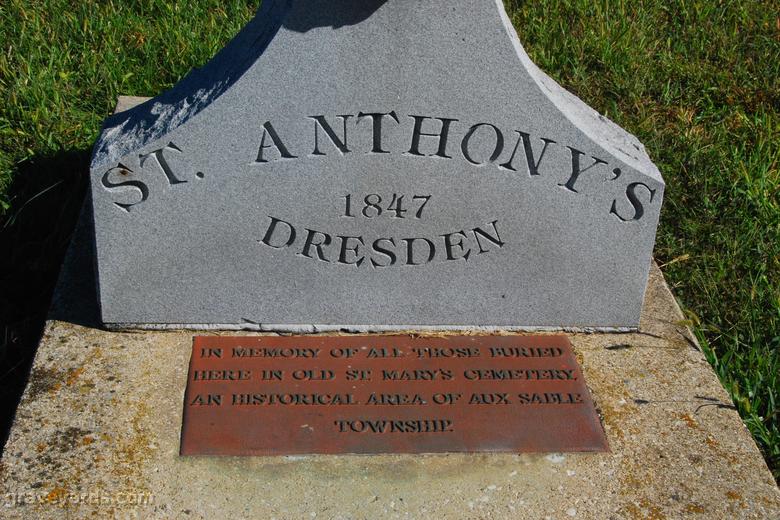 ST. ANTHONY'S
1847
DRESDEN
IN MEMORY OF ALL THOSE BURIED
HERE IN OLD ST. MARY'S CEMETERY,
AN HISTORICAL AREA OF AUX SABLE
TOWNSHIP.
graveyards.com